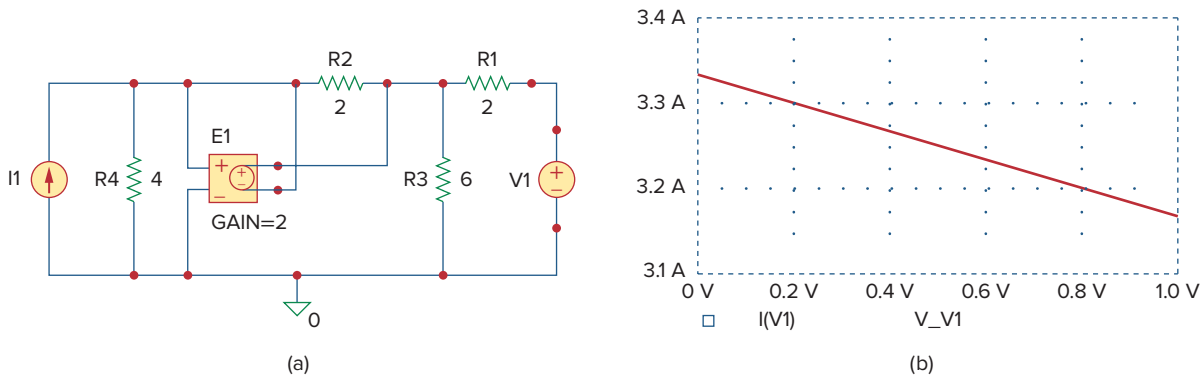 R2
R1
2
2
E1
+
−
+
−
I1
R4
4
R3
6
V1
+
−
GAIN=2
0
(a)
3.4 A
3.3 A
3.2 A
3.1 A
0 V 0.2 V 0.4 V 0.6 V 0.8 V 1.0 V
I(V1) V_V1
(b)